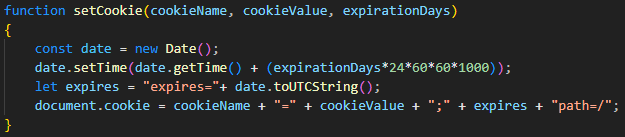 function setCookie(cookieName, cookieValue, expirationDays)
{
    const date = new Date();
    date.setTime(date.getTime() + (expirationDays*24*60*60*1000));
    let expires = "expires="+ date.toUTCString();
    document.cookie = cookieName + "=" + cookieValue + ";" + expires + "path=/";
}